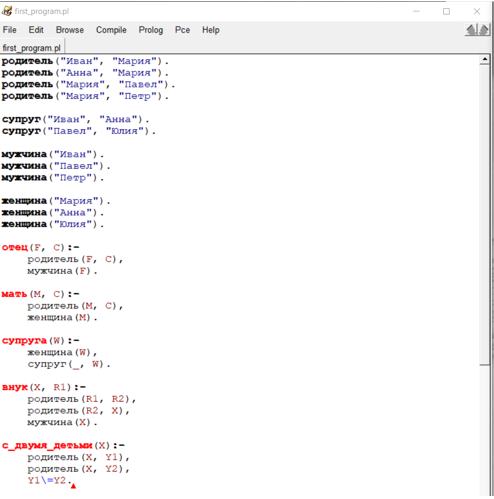 first_program.pl
File Edit Browse Compile Prolog Pce Help
first_program.pl
родитель("Иван", "Мария").
родитель("Анна", "Мария").
родитель("Мария", "Павел").
родитель("Мария", "Петр").
супруг("Иван", "Анна").
супруг("Павел", "Юлия").
мужчина("Иван").
мужчина("Павел").
мужчина("Петр").
женщина("Мария").
женщина("Анна").
женщина("Юлия").
отец(F, C):-
родитель(F, C),
мужчина(F).
мать(M, C):-
родитель(M, C),
женщина(M).
супруга(W):-
женщина(W),
супруг(_, W).
внук(X, R1):-
родитель(R1, R2),
родитель(R2, X),
мужчина(X).
с_двумя_детьми(X):-
родитель(X, Y1),
родитель(X, Y2),
Y1\=Y2.